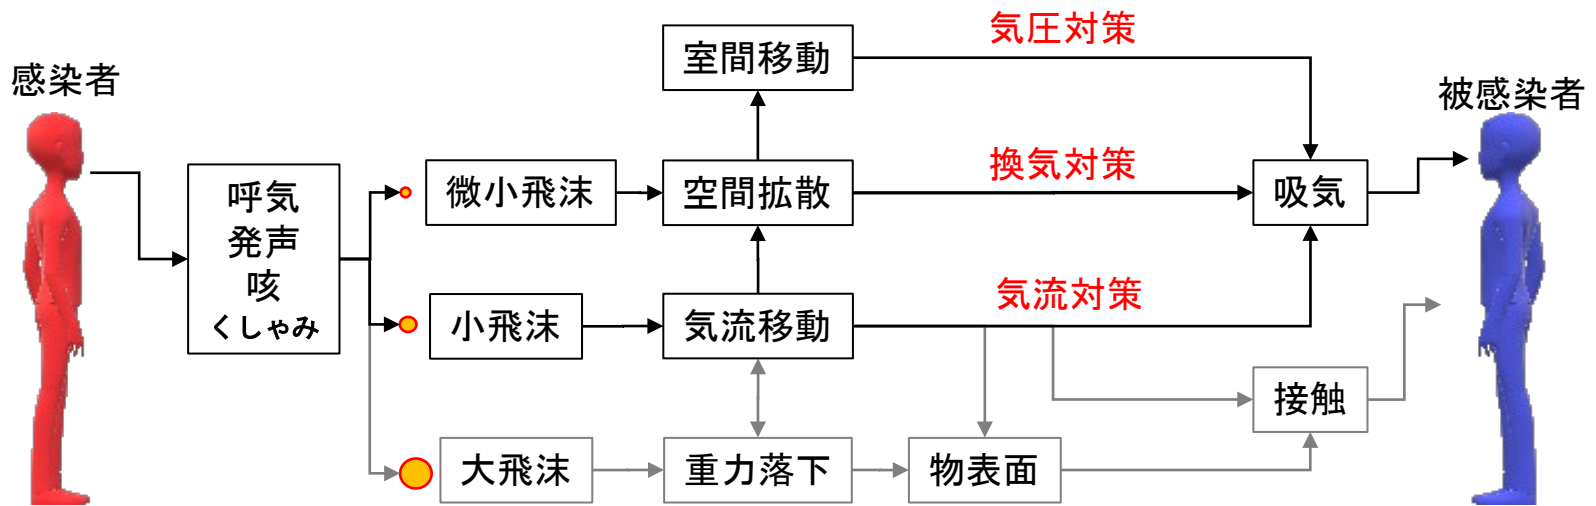 気圧対策
室間移動
感染者
被感染者
換気対策
呼気
発声
咳
くしゃみ
微小飛沫
空間拡散
吸気
気流対策
小飛沫
気流移動
接触
大飛沫
重力落下
物表面